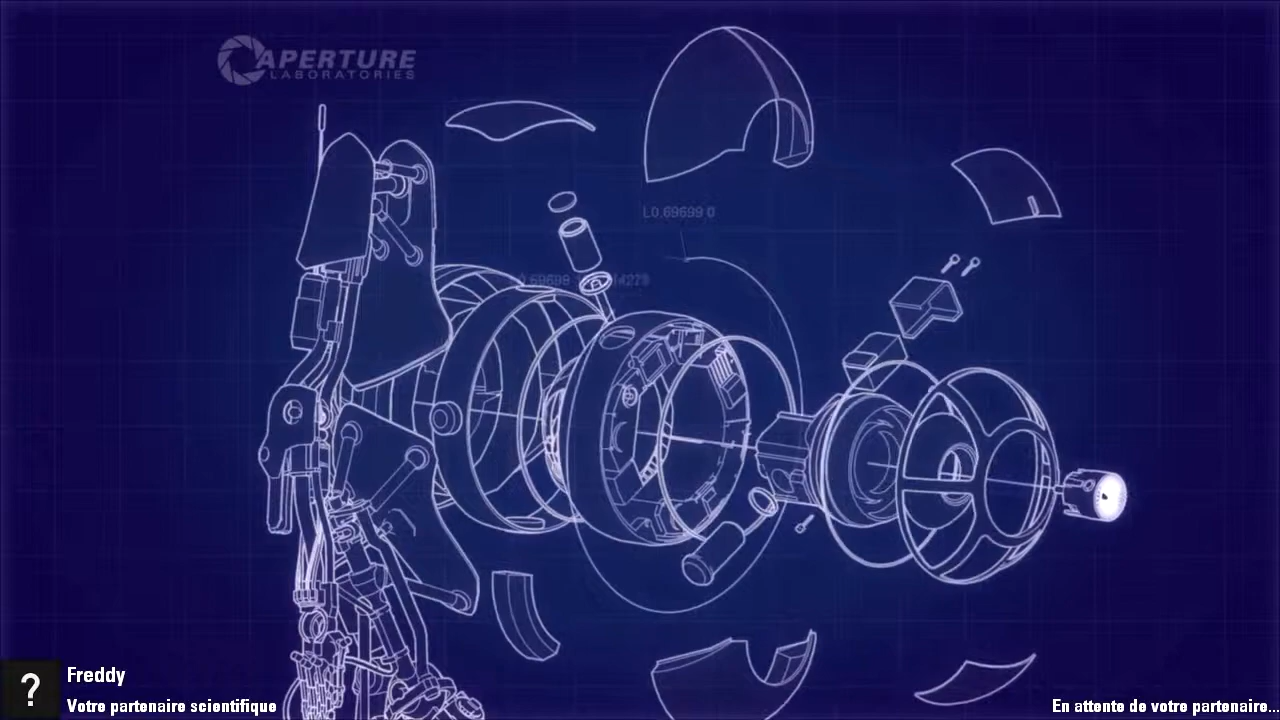 APERTURE
LABORATORIES
L0.69699 0
?
Freddy
Votre partenaire scientifique
En attente de votre partenaire...